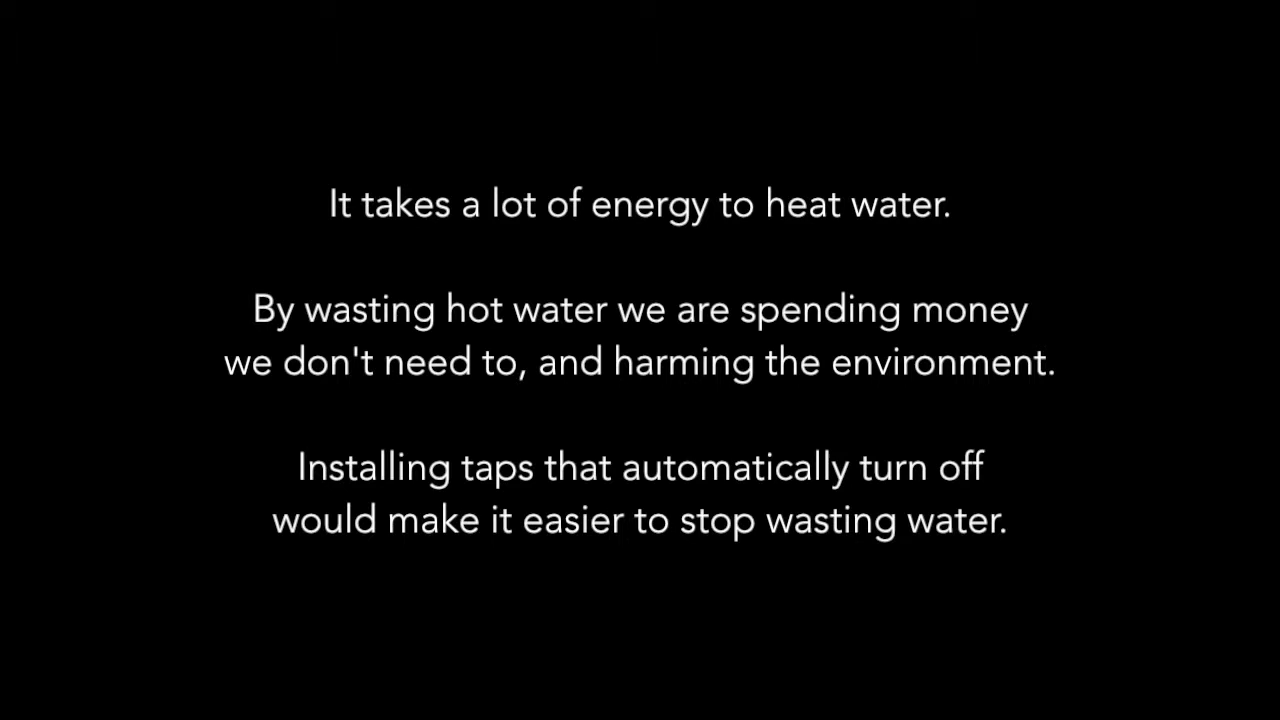 It takes a lot of energy to heat water.
By wasting hot water we are spending money
we don't need to, and harming the environment.
Installing taps that automatically turn off
would make it easier to stop wasting water.